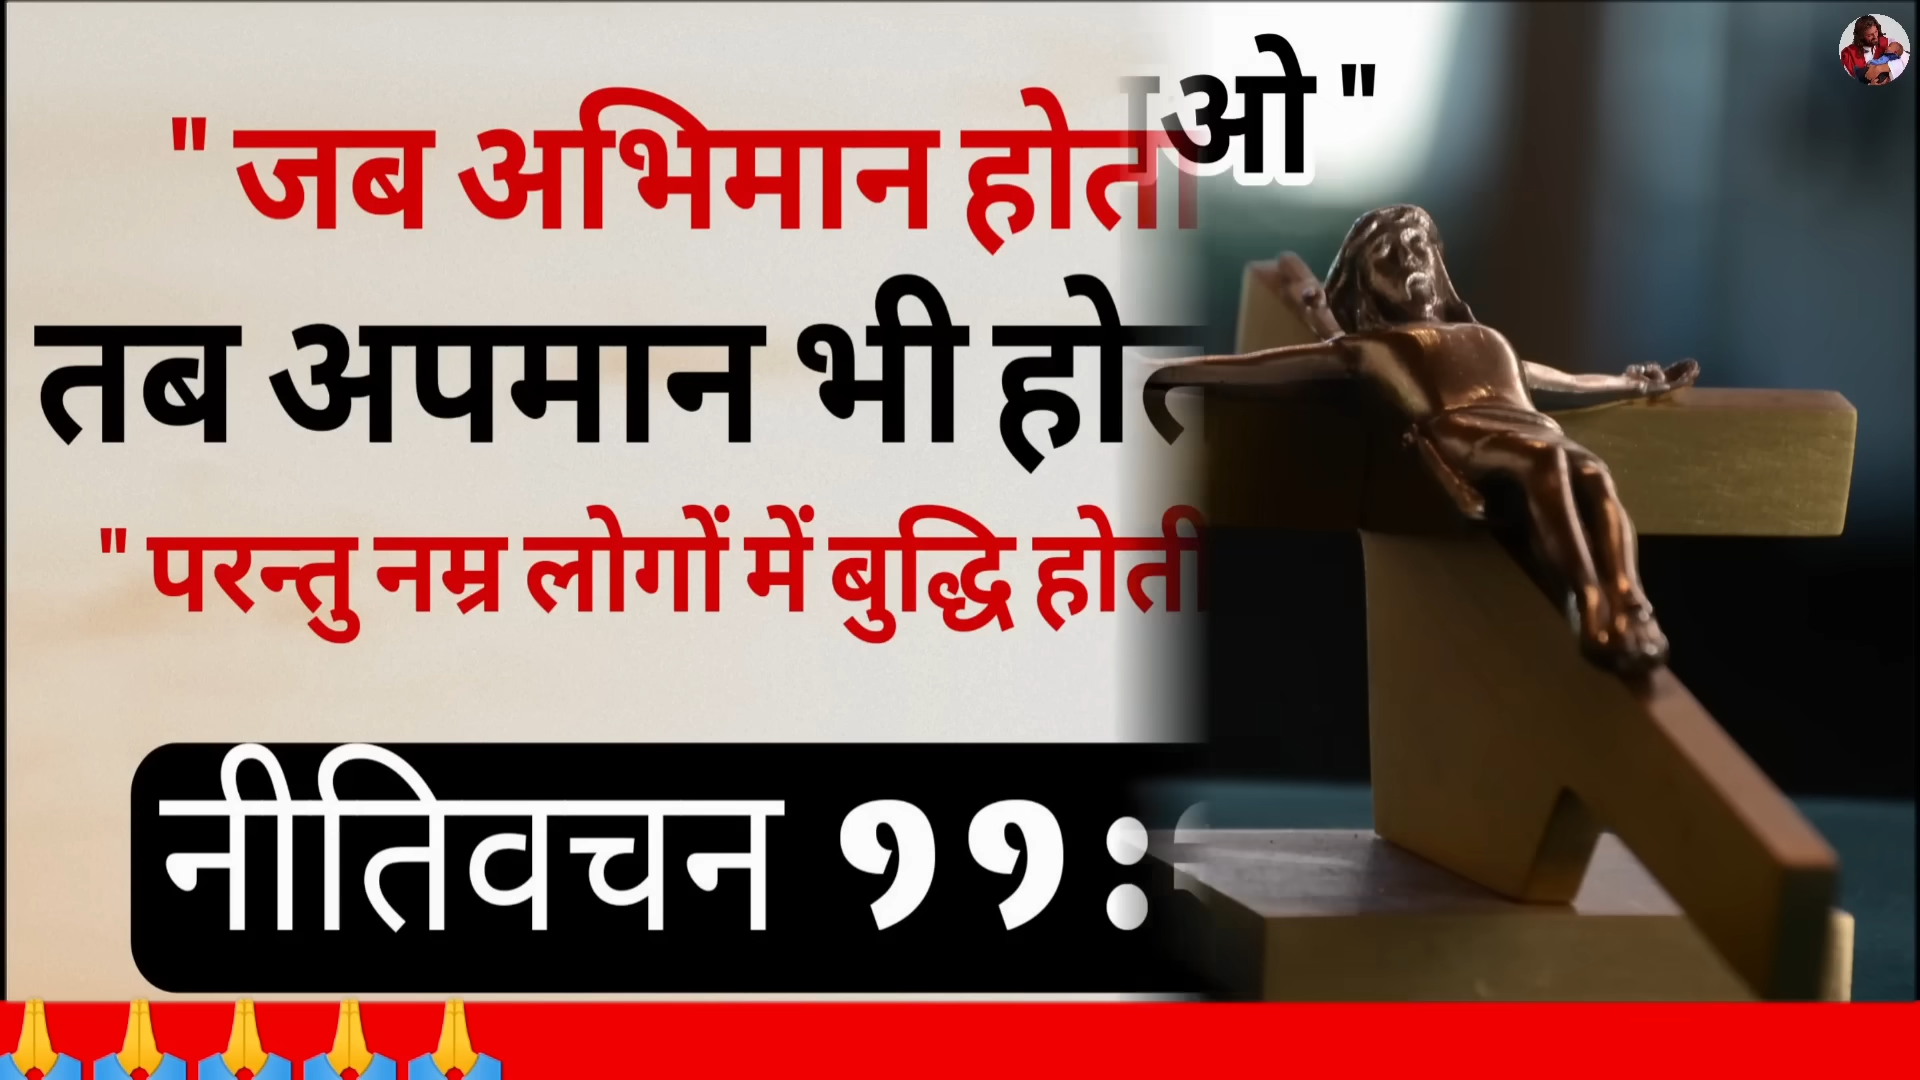 " जब अभिमान होता
ओ "
तब अपमान भी होत
" परन्तु नम्र लोगों में बुद्धि होती
नीतिवचन ११: